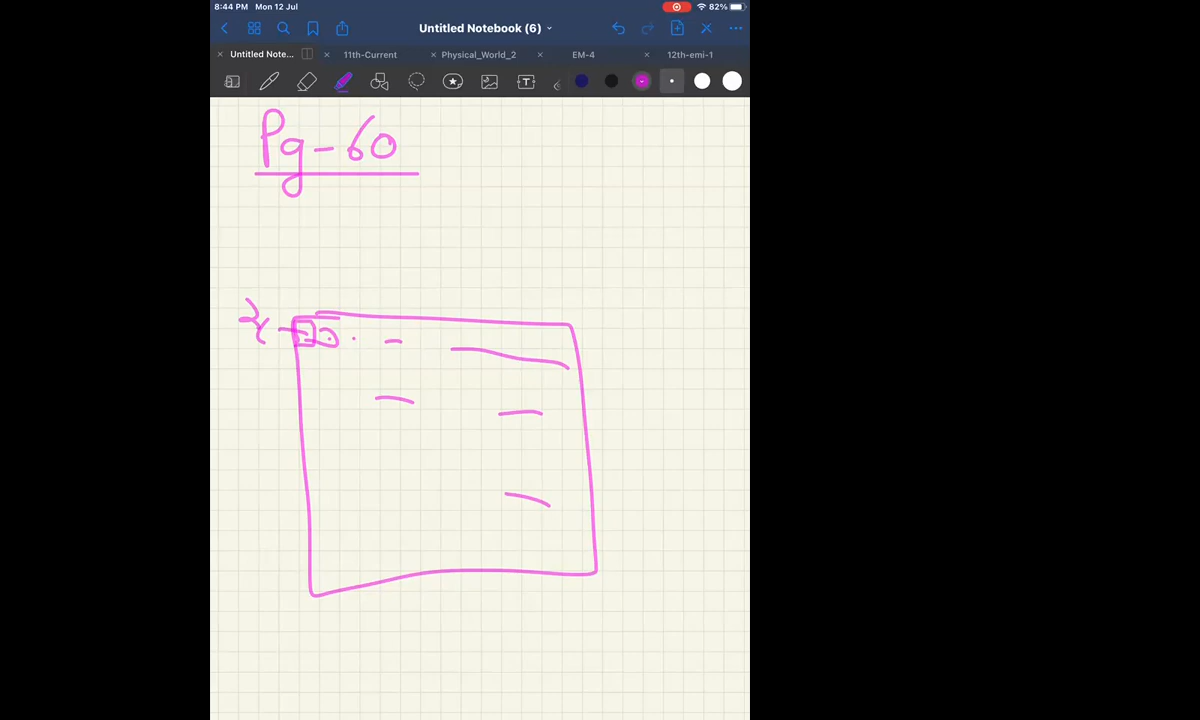 8:44 PM Mon 12 Jul 82%
Untitled Notebook (6)
Untitled Note... 11th-Current Physical_World_2 EM-4 12th-emi-1
Pg-60